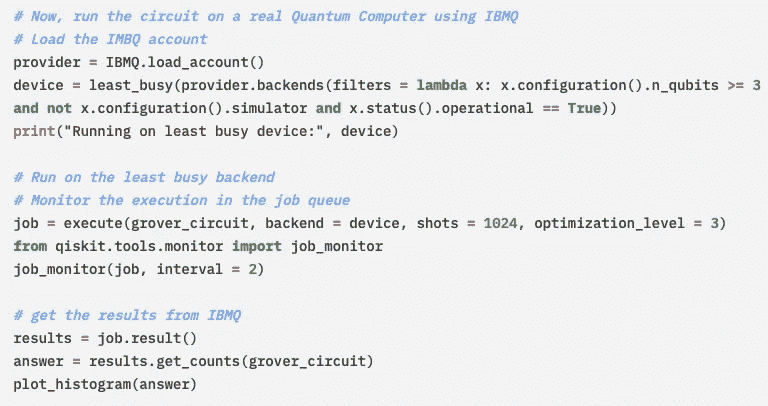 # Now, run the circuit on a real Quantum Computer using IBMQ
# Load the IMBQ account
provider = IBMQ.load_account()
device = least_busy(provider.backends(filters = lambda x: x.configuration().n_qubits >= 3
and not x.configuration().simulator and x.status().operational == True))
print("Running on least busy device:", device)

# Run on the least busy backend
# Monitor the execution in the job queue
job = execute(grover_circuit, backend = device, shots = 1024, optimization_level = 3)
from qiskit.tools.monitor import job_monitor
job_monitor(job, interval = 2)

# get the results from IBMQ
results = job.result()
answer = results.get_counts(grover_circuit)
plot_histogram(answer)